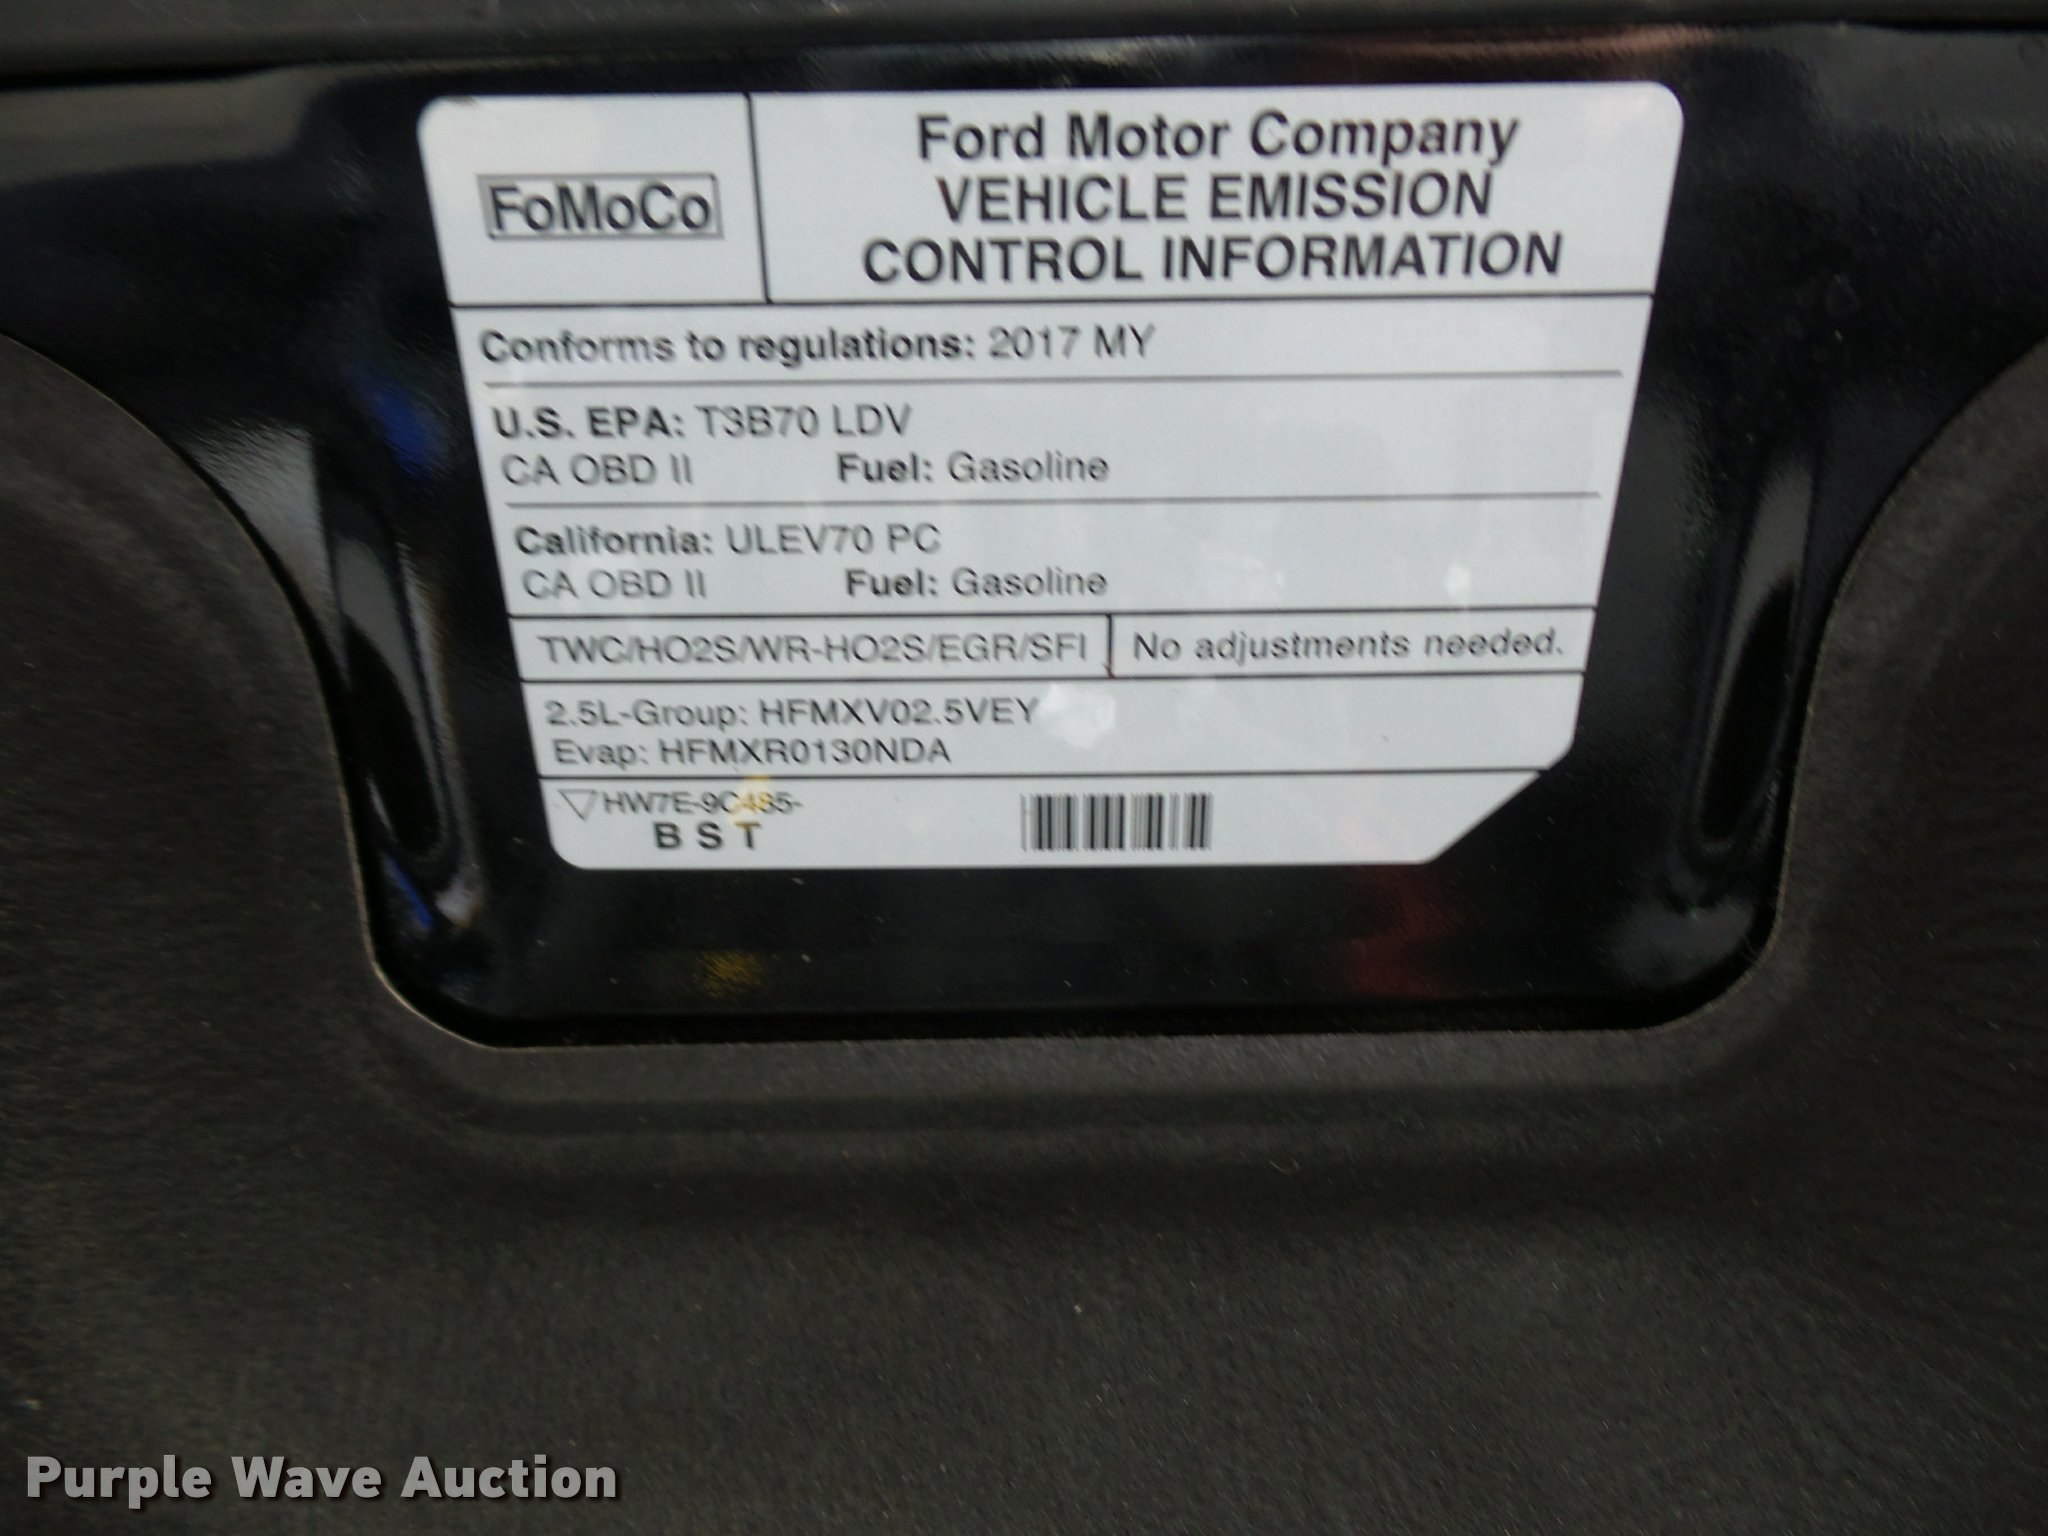 FoMoCo
Ford Motor Company
VEHICLE EMISSION
CONTROL INFORMATION
Conforms to regulations: 2017 MY
U.S. EPA: T3B70 LDV
CA OBD II Fuel: Gasoline
California: ULEV70 PC
CA OBD II Fuel: Gasoline
TWC/HO2S/WR-HO2S/EGR/SFI No adjustments needed.
2.5L-Group: HFMXV02.5VEY
Evap: HFMXR0130NDA
HW7E-9C485-
B S T
Purple Wave Auction